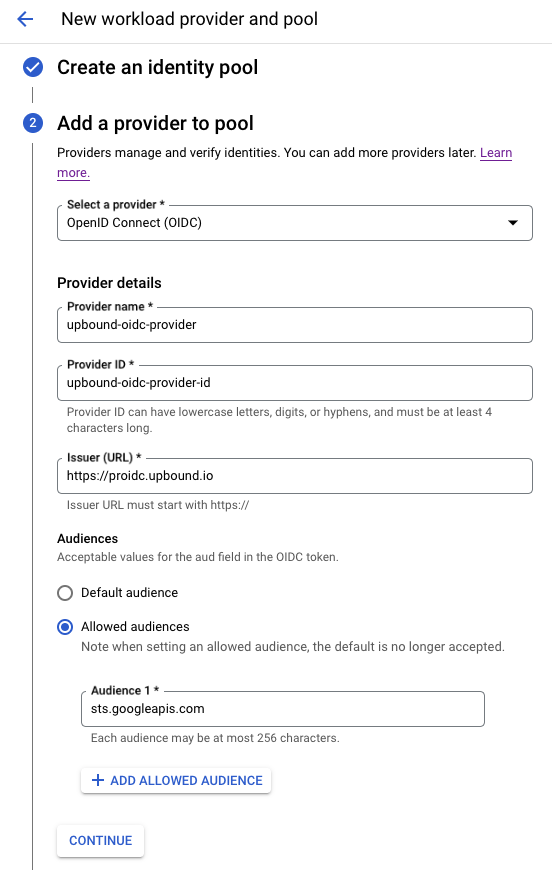 New workload provider and pool
Create an identity pool
2
Add a provider to pool
Providers manage and verify identities. You can add more providers later. Learn
more.
Select a provider *
OpenID Connect (OIDC)
Provider details
Provider name *
upbound-oidc-provider
Provider ID *
upbound-oidc-provider-id
Provider ID can have lowercase letters, digits, or hyphens, and must be at least 4
characters long.
Issuer (URL) *
https://proidc.upbound.io
Issuer URL must start with https://
Audiences
Acceptable values for the aud field in the OIDC token.
Default audience
Allowed audiences
Note when setting an allowed audience, the default is no longer accepted.
Audience 1 *
sts.googleapis.com
Each audience may be at most 256 characters.
ADD ALLOWED AUDIENCE
CONTINUE